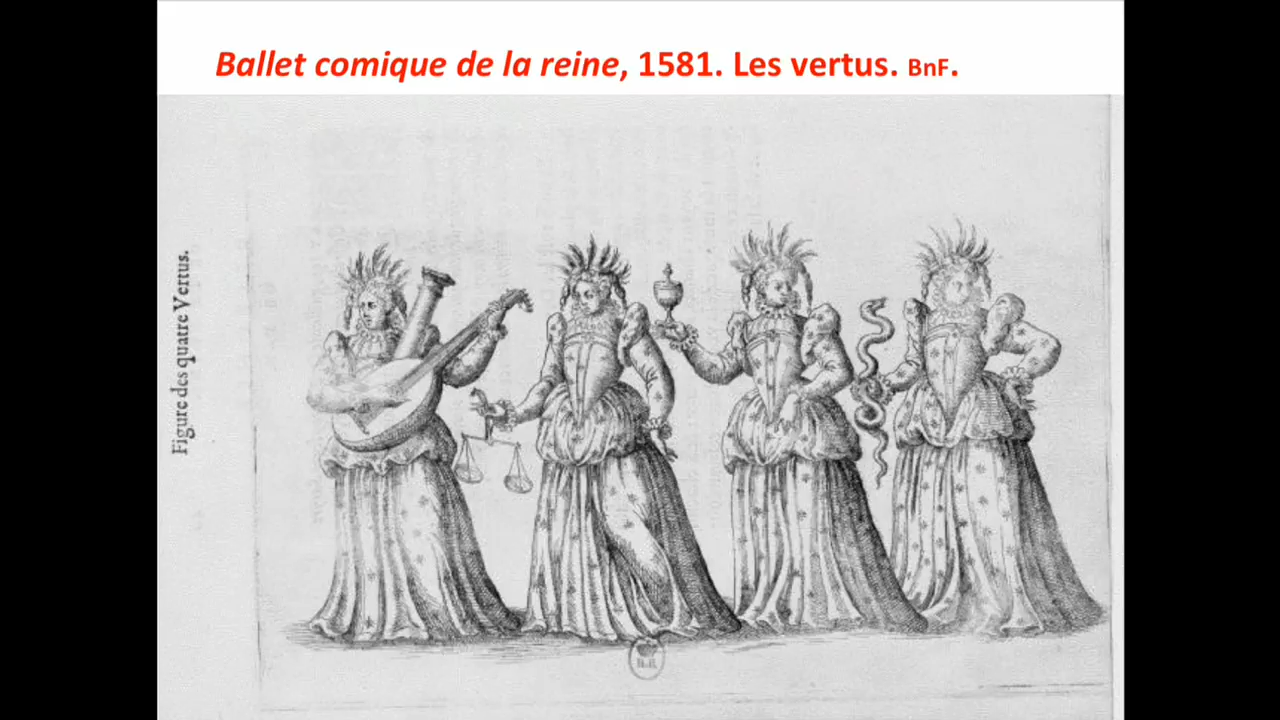 Ballet comique de la reine, 1581. Les vertus. BnF.
Figure des quatre Vertus.